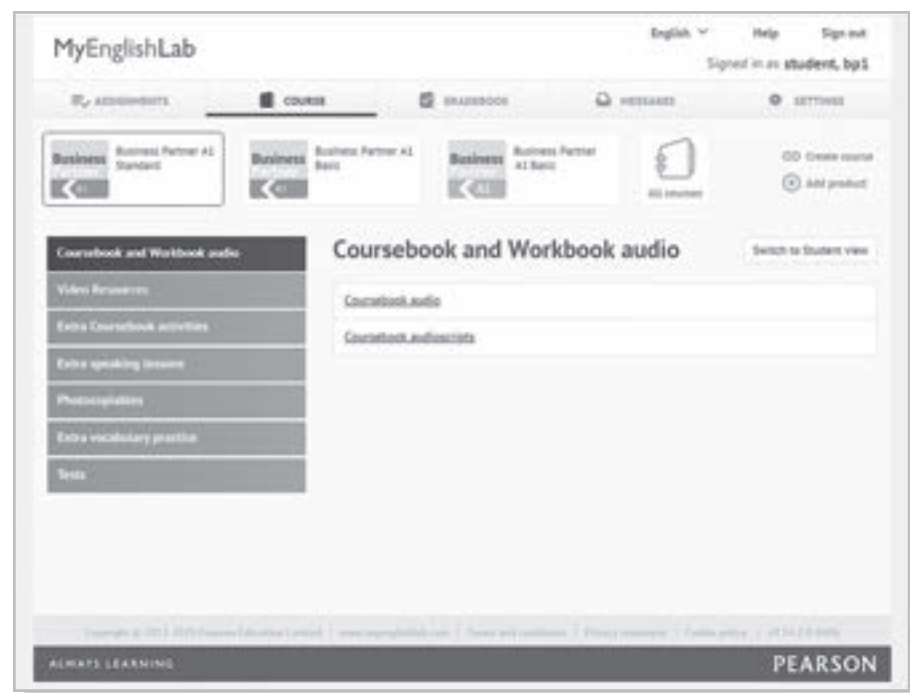 English Help Sign out
MyEnglishLab
Signed in as student, bp1
ASSIGNMENTS COURSE GRADEBOOK MESSAGES SETTINGS
Business Partner A1 Standard
Business Partner A1 Basic
Business Partner A1 Basic
All courses
Create course
Add product
Coursebook and Workbook audio
Video Resources
Extra Coursebook activities
Extra speaking lessons
Photocopiables
Extra vocabulary practice
Tests
Coursebook and Workbook audio
Switch to Student view
Coursebook audio
Coursebook audioscripts
ALWAYS LEARNING
PEARSON